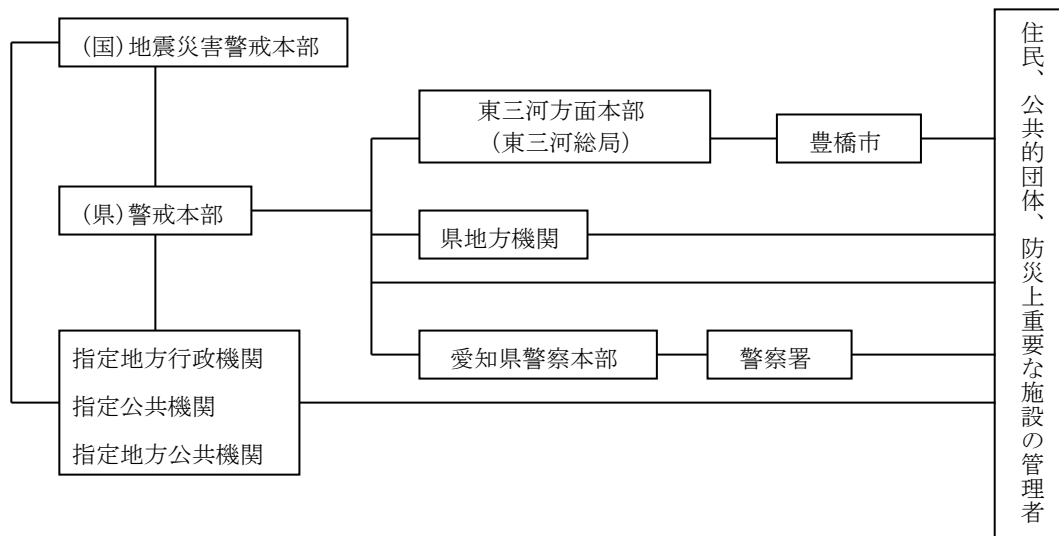 (国)地震災害警戒本部
東三河方面本部
(東三河総局)
豊橋市
(県)警戒本部
県地方機関
指定地方行政機関
指定公共機関
指定地方公共機関
愛知県警察本部
警察署
住民、公共的団体、防災上重要な施設の管理者